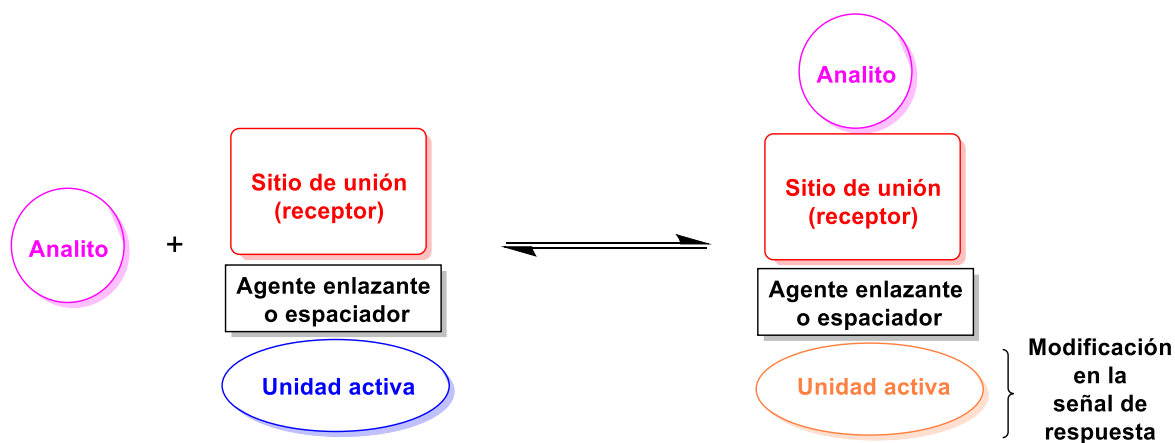 Analito
+
Sitio de unión
(receptor)
Agente enlazante
o espaciador
Unidad activa
Analito
Sitio de unión
(receptor)
Agente enlazante
o espaciador
Unidad activa
Modificación
en la
señal de
respuesta